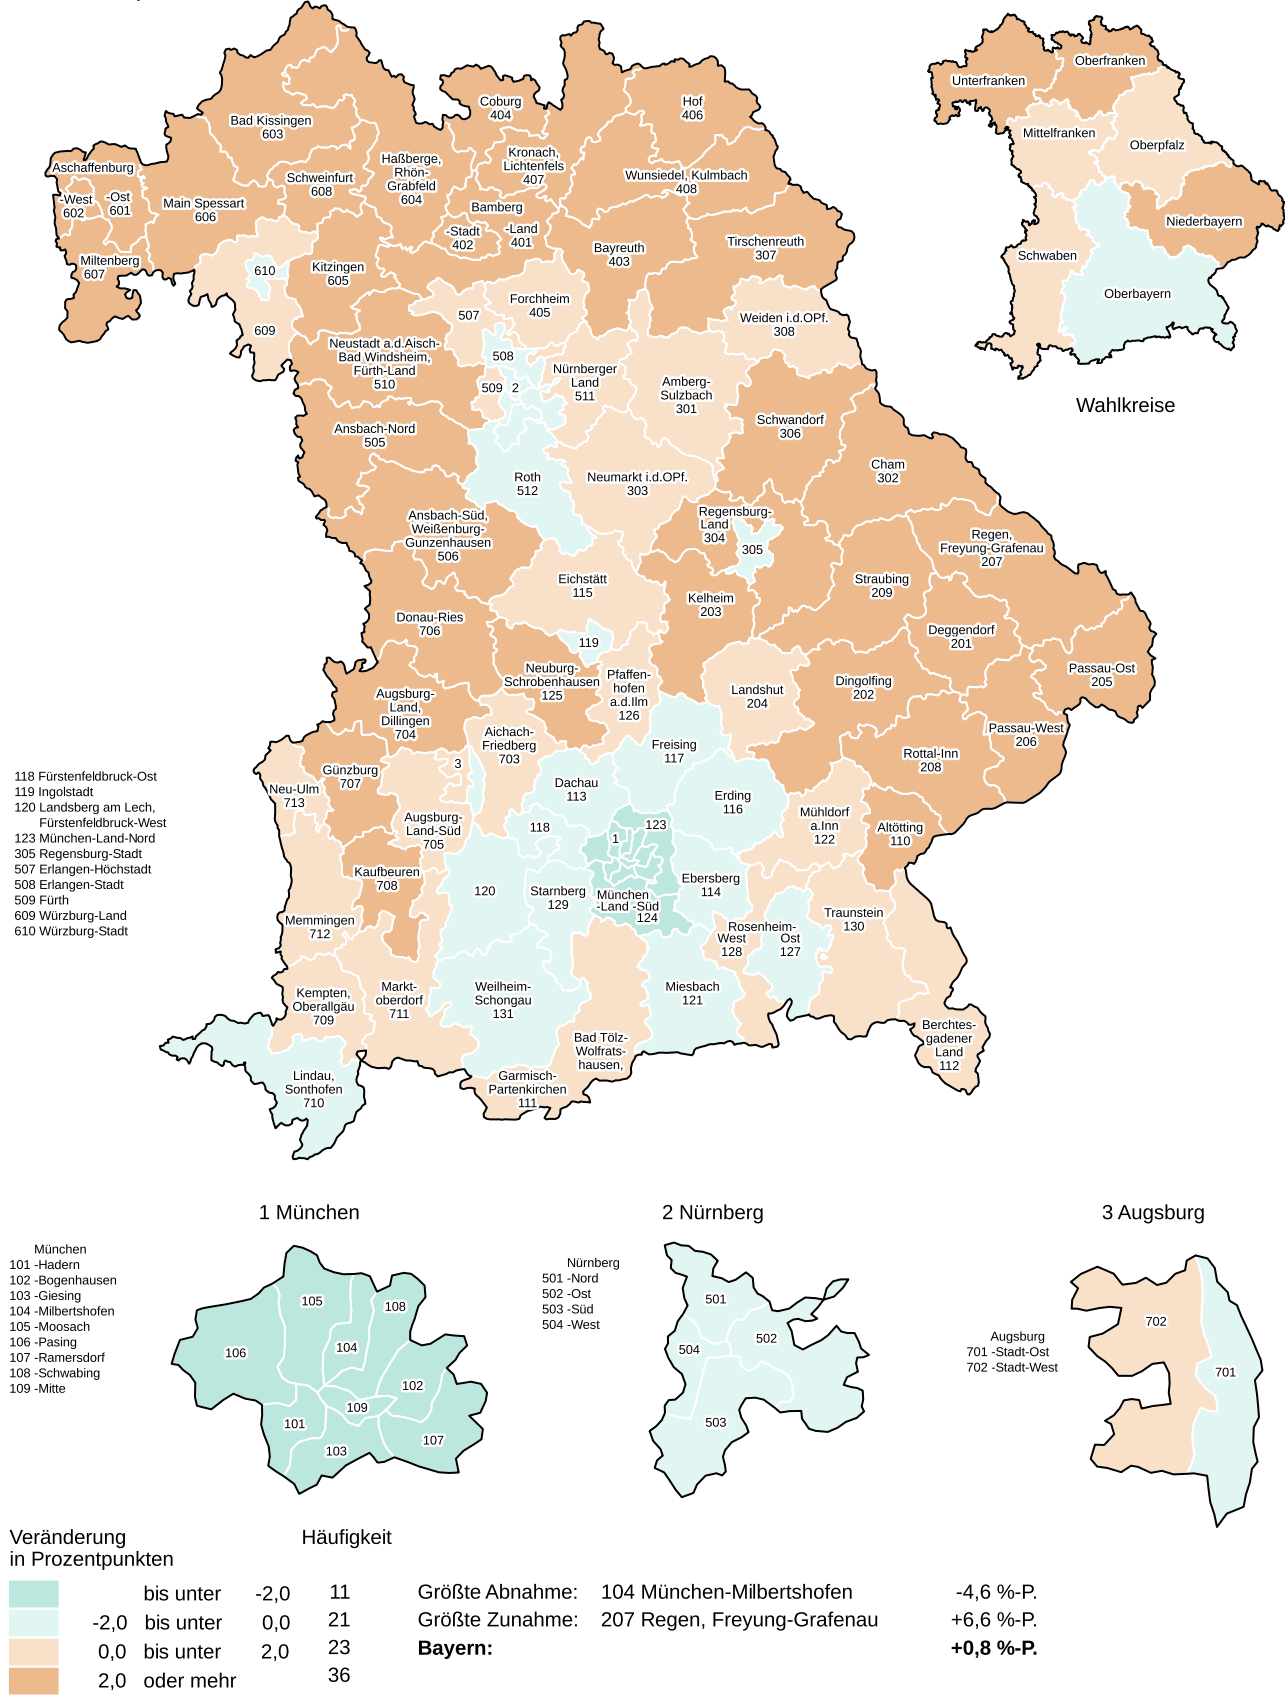 Bad Kissingen
603
Coburg
404
Hof
406
Kronach,
Lichtenfels
407
Haßberge,
Rhön-
Grabfeld
604
Schweinfurt
608
Wunsiedel, Kulmbach
408
Aschaffenburg
-West
602
-Ost
601
Main Spessart
606
Bamberg
-Stadt
402
-Land
401
Bayreuth
403
Tirschenreuth
307
Miltenberg
607
610
Kitzingen
605
609
507
Forchheim
405
Weiden i.d.OPf.
308
Neustadt a.d.Aisch-
Bad Windsheim,
Fürth-Land
510
508
509
2
Nürnberger
Land
511
Amberg-
Sulzbach
301
Schwandorf
306
Ansbach-Nord
505
Cham
302
Roth
512
Neumarkt i.d.OPf.
303
Ansbach-Süd,
Weißenburg-
Gunzenhausen
506
Regensburg-
Land
304
305
Regen,
Freyung-Grafenau
207
Eichstätt
115
Straubing
209
Kelheim
203
Donau-Ries
706
119
Deggendorf
201
Neuburg-
Schrobenhausen
125
Pfaffen-
hofen
a.d.Ilm
126
Landshut
204
Dingolfing
202
Passau-Ost
205
Augsburg-
Land,
Dillingen
704
Aichach-
Friedberg
703
Freising
117
Rottal-Inn
208
Passau-West
206
Günzburg
707
3
Neu-Ulm
713
Dachau
113
Erding
116
Augsburg-
Land-Süd
705
118
1
123
Mühldorf
a.Inn
122
Altötting
110
Kaufbeuren
708
120
Starnberg
129
München
-Land -Süd
124
Ebersberg
114
Memmingen
712
Rosenheim-
West
128
Ost
127
Traunstein
130
Kempten,
Oberallgäu
709
Markt-
oberdorf
711
Weilheim-
Schongau
131
Miesbach
121
Bad Tölz-
Wolfrats-
hausen,
Garmisch-
Partenkirchen
111
Berchtes-
gadener
Land
112
Lindau,
Sonthofen
710
Unterfranken
Oberfranken
Mittelfranken
Oberpfalz
Niederbayern
Schwaben
Oberbayern
Wahlkreise
118 Fürstenfeldbruck-Ost
119 Ingolstadt
120 Landsberg am Lech,
Fürstenfeldbruck-West
123 München-Land-Nord
305 Regensburg-Stadt
507 Erlangen-Höchstadt
508 Erlangen-Stadt
509 Fürth
609 Würzburg-Land
610 Würzburg-Stadt
1 München
München
101 -Hadern
102 -Bogenhausen
103 -Giesing
104 -Milbertshofen
105 -Moosach
106 -Pasing
107 -Ramersdorf
108 -Schwabing
109 -Mitte
105
108
106
104
102
109
101
103
107
2 Nürnberg
Nürnberg
501 -Nord
502 -Ost
503 -Süd
504 -West
501
502
504
503
3 Augsburg
Augsburg
701 -Stadt-Ost
702 -Stadt-West
702
701
Veränderung
in Prozentpunkten
Häufigkeit
bis unter -2,0 11
-2,0 bis unter 0,0 21
0,0 bis unter 2,0 23
2,0 oder mehr 36
Größte Abnahme: 104 München-Milbertshofen -4,6 %-P.
Größte Zunahme: 207 Regen, Freyung-Grafenau +6,6 %-P.
Bayern: +0,8 %-P.